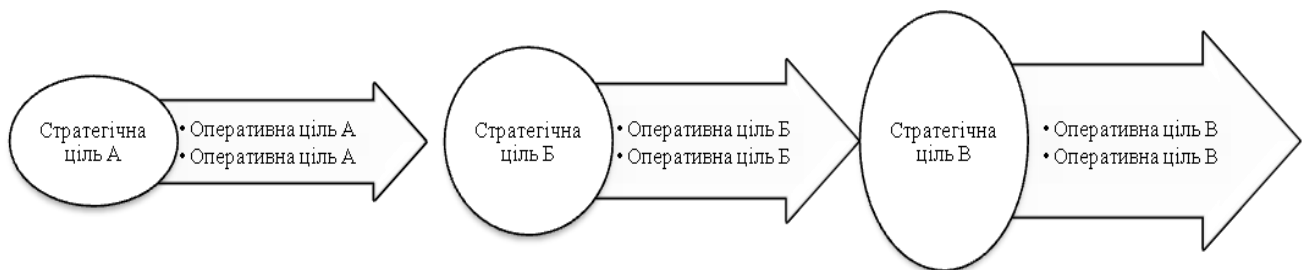 Стратегічна
ціль А
• Оперативна ціль А
• Оперативна ціль А
Стратегічна
ціль Б
• Оперативна ціль Б
• Оперативна ціль Б
Стратегічна
ціль В
• Оперативна ціль В
• Оперативна ціль В